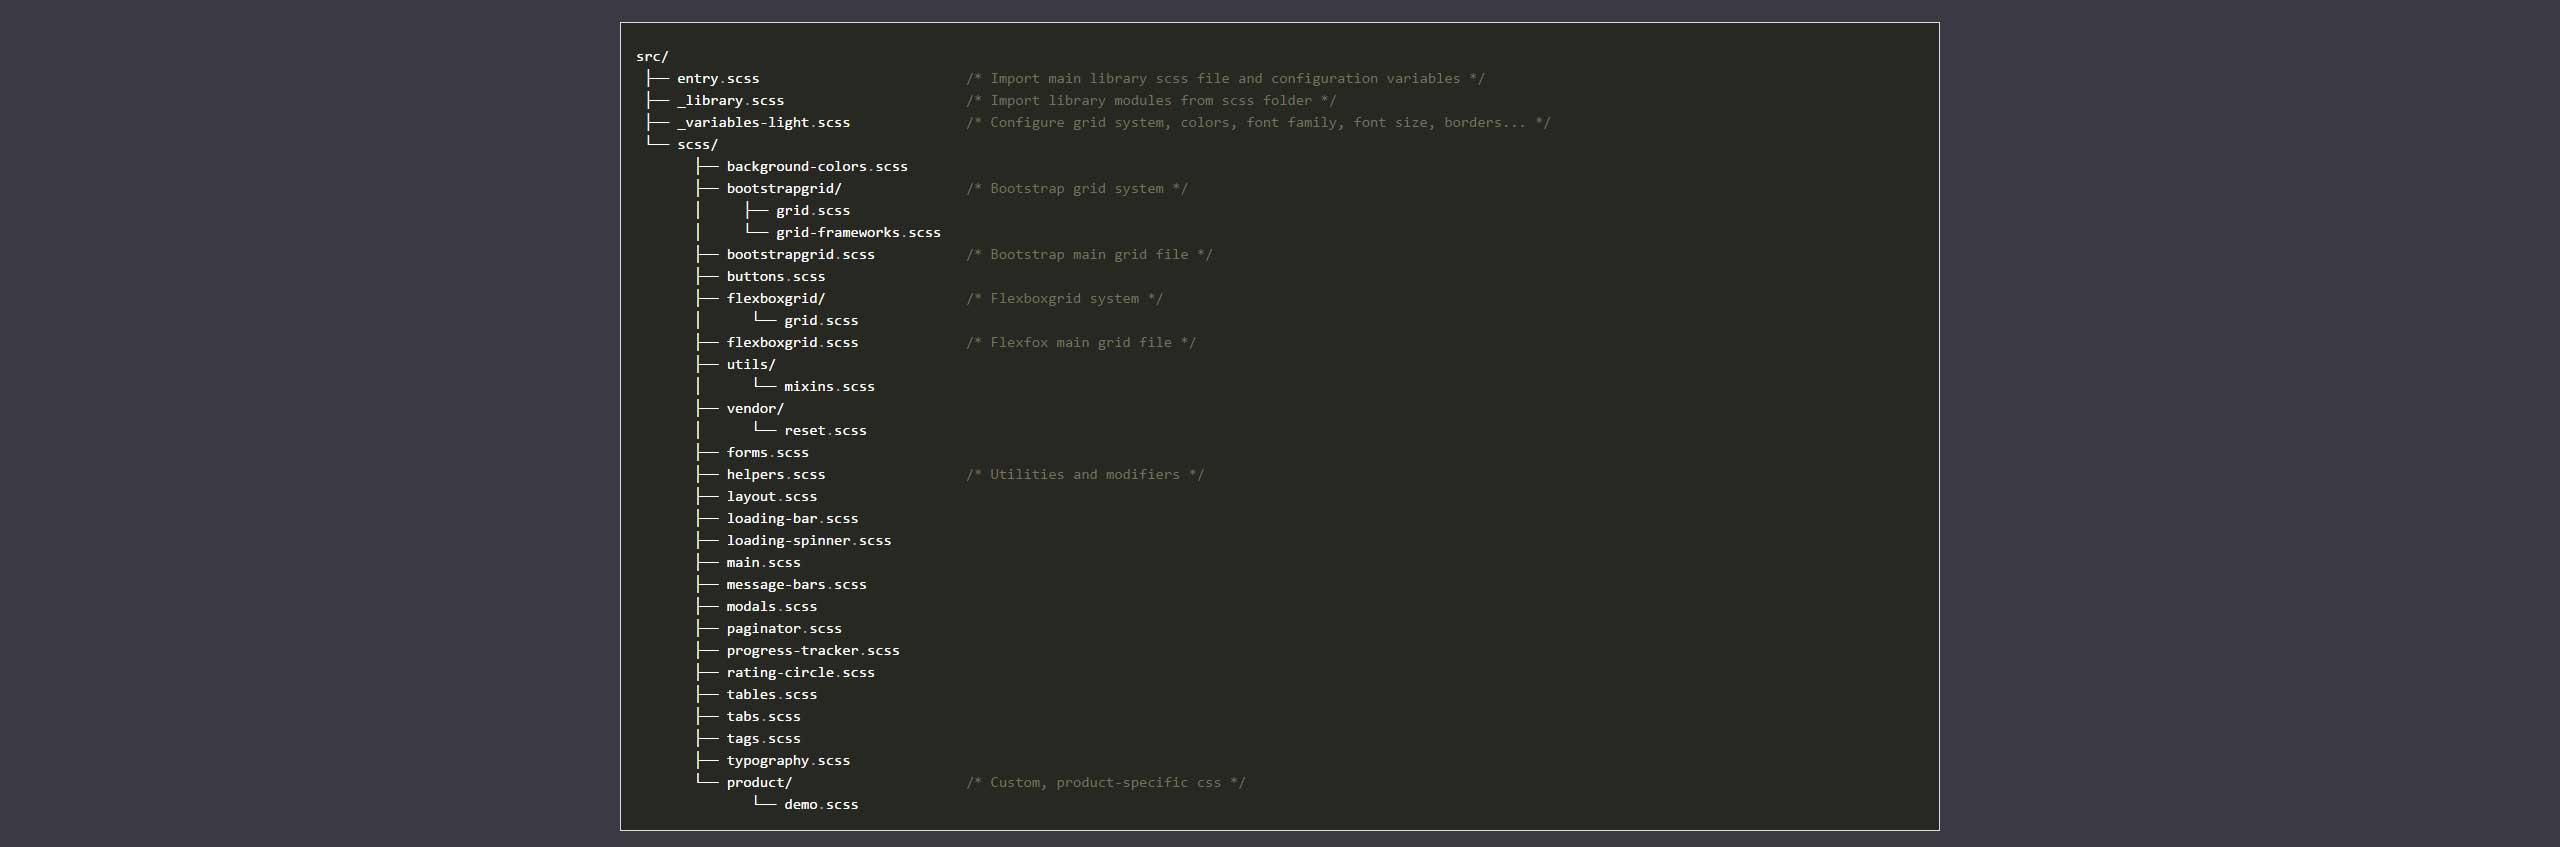 src/
├── entry.scss /* Import main library scss file and configuration variables */
├── _library.scss /* Import library modules from scss folder */
├── _variables-light.scss /* Configure grid system, colors, font family, font size, borders... */
└── scss/
├── background-colors.scss
├── bootstrapgrid/ /* Bootstrap grid system */
│ ├── grid.scss
│ └── grid-frameworks.scss
├── bootstrapgrid.scss /* Bootstrap main grid file */
├── buttons.scss
├── flexboxgrid/ /* Flexboxgrid system */
│ └── grid.scss
├── flexboxgrid.scss /* Flexfox main grid file */
├── utils/
│ └── mixins.scss
├── vendor/
│ └── reset.scss
├── forms.scss
├── helpers.scss /* Utilities and modifiers */
├── layout.scss
├── loading-bar.scss
├── loading-spinner.scss
├── main.scss
├── message-bars.scss
├── modals.scss
├── paginator.scss
├── progress-tracker.scss
├── rating-circle.scss
├── tables.scss
├── tabs.scss
├── tags.scss
├── typography.scss
└── product/ /* Custom, product-specific css */
└── demo.scss